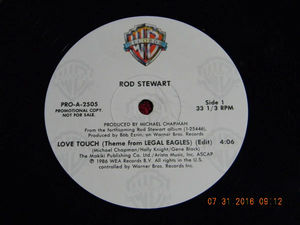 ROD STEWART
PRO-A-2505
PROMOTIONAL COPY
NOT FOR SALE.
Side 1
33 1/3 RPM
PRODUCED BY MICHAEL CHAPMAN
From the forthcoming Rod Stewart album (1-25446),
Produced by Bob Ezrin, on Warner Bros. Records
LOVE TOUCH (Theme from LEGAL EAGLES) (Edit) 4:06
(Michael Chapman/Holly Knight/Gene Black)
The Makiki Publishing Co. Ltd./Arista Music, Inc. ASCAP
℗ 1986 WEA Records B.V. All rights in the U.S.
controlled by Warner Bros. Records Inc.
07 31 2016 09:12